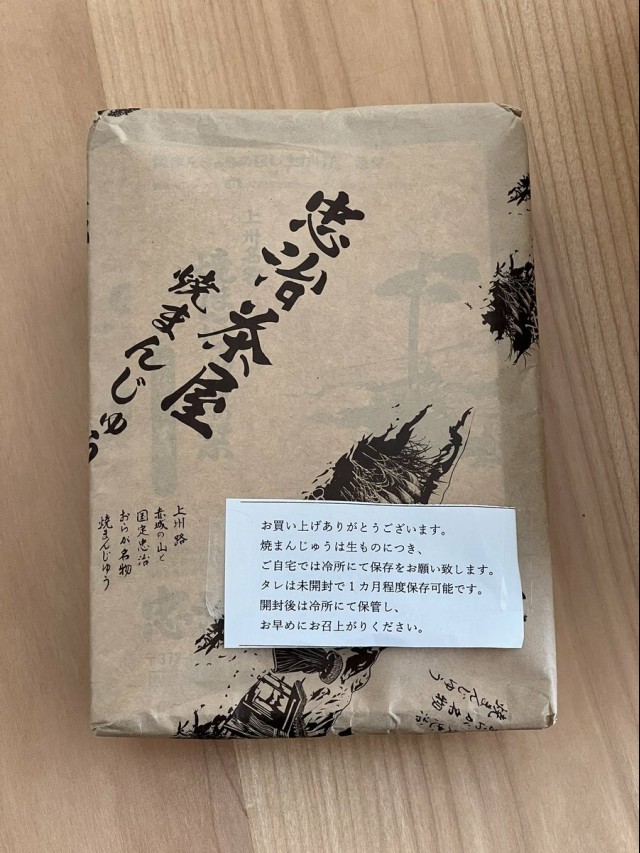 忠治茶屋
焼まんじゅう
上州路
赤城の山と
国定忠治
おらが名物
焼まんじゅう
お買い上げありがとうございます。
焼まんじゅうは生ものにつき、
ご自宅では冷所にて保存をお願い致します。
タレは未開封で1カ月程度保存可能です。
開封後は冷所にて保管し、
お早めにお召上がりください。